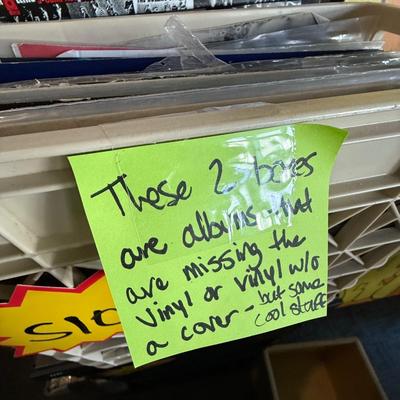 These 2 boxes
are albums that
are missing the
vinyl or vinyl w/o
a cover - but some
cool stuff